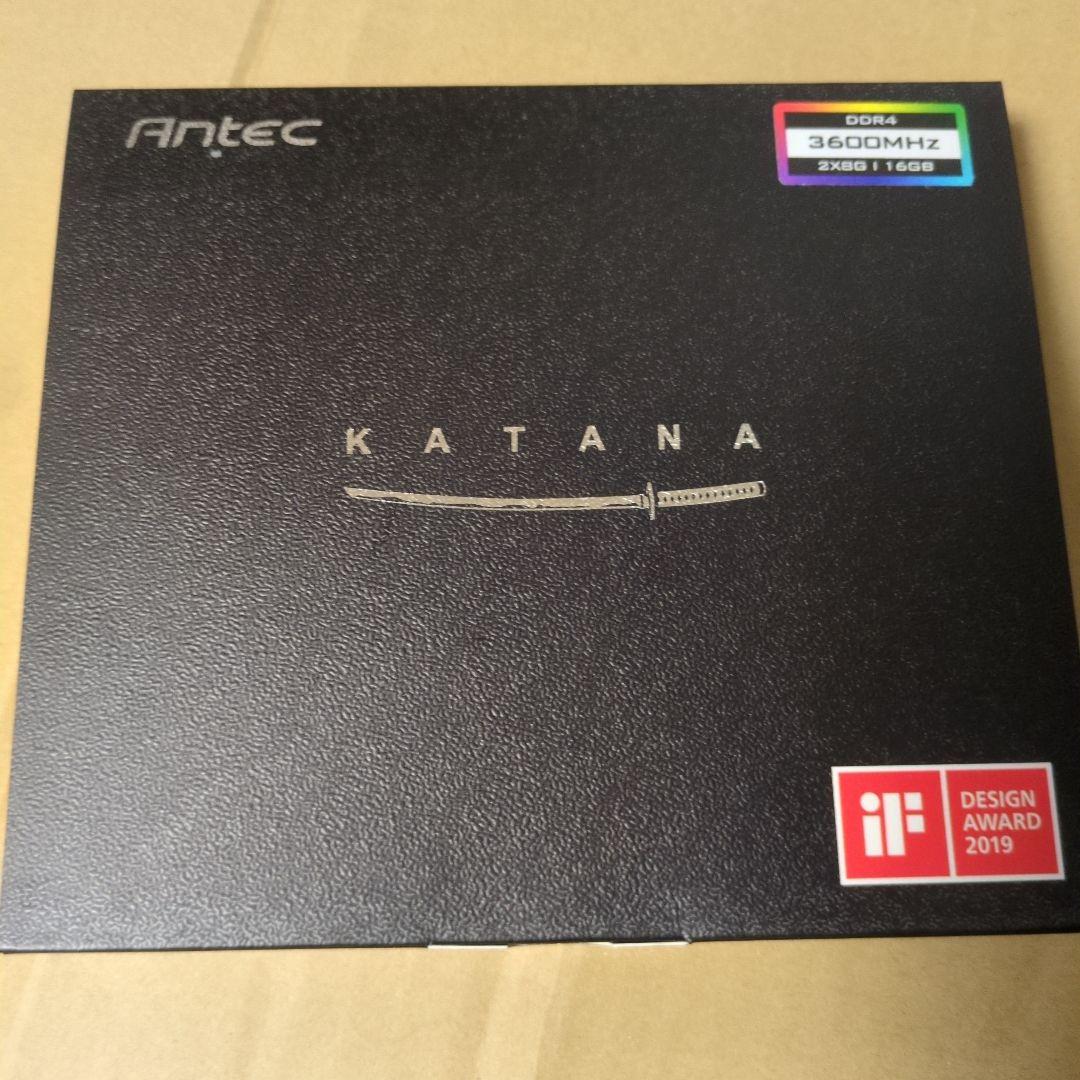 Antec
DDR4
3600MHz
2X8G | 16GB
KATANA
iF
DESIGN
AWARD
2019